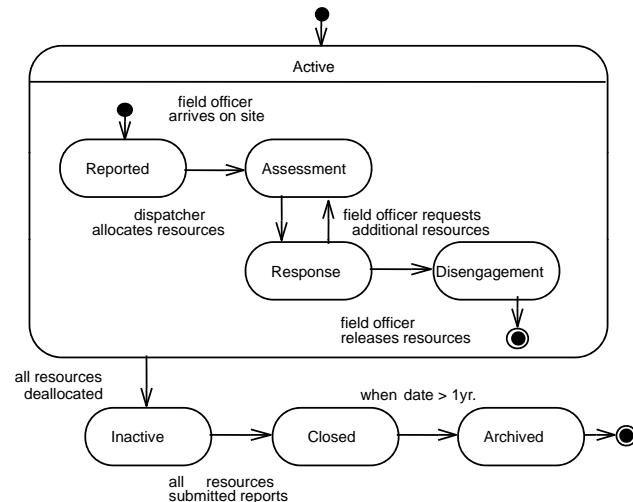 Active
field officer
arrives on site
Reported
Assessment
dispatcher
allocates resources
field officer requests
additional resources
Response
Disengagement
field officer
releases resources
all resources
deallocated
when date > 1yr.
Inactive
Closed
Archived
all resources
submitted reports